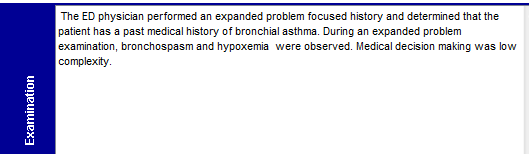 The ED physician performed an expanded problem focused history and determined that the
patient has a past medical history of bronchial asthma. During an expanded problem
examination, bronchospasm and hypoxemia were observed. Medical decision making was low
complexity.
Examination